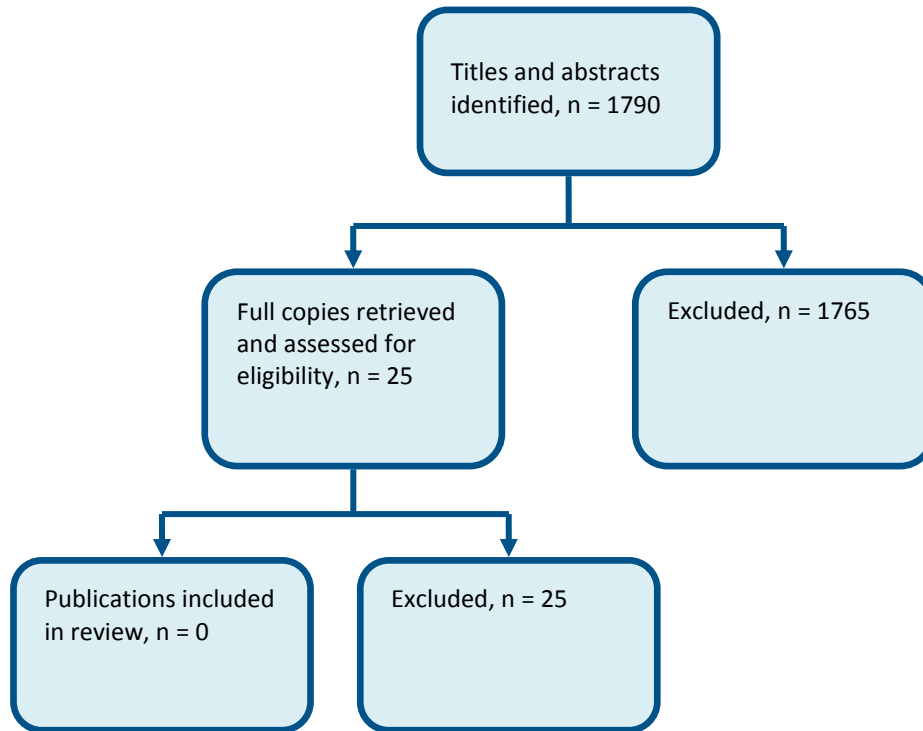 Titles and abstracts
identified, n = 1790
Full copies retrieved
and assessed for
eligibility, n = 25
Excluded, n = 1765
Publications included
in review, n = 0
Excluded, n = 25